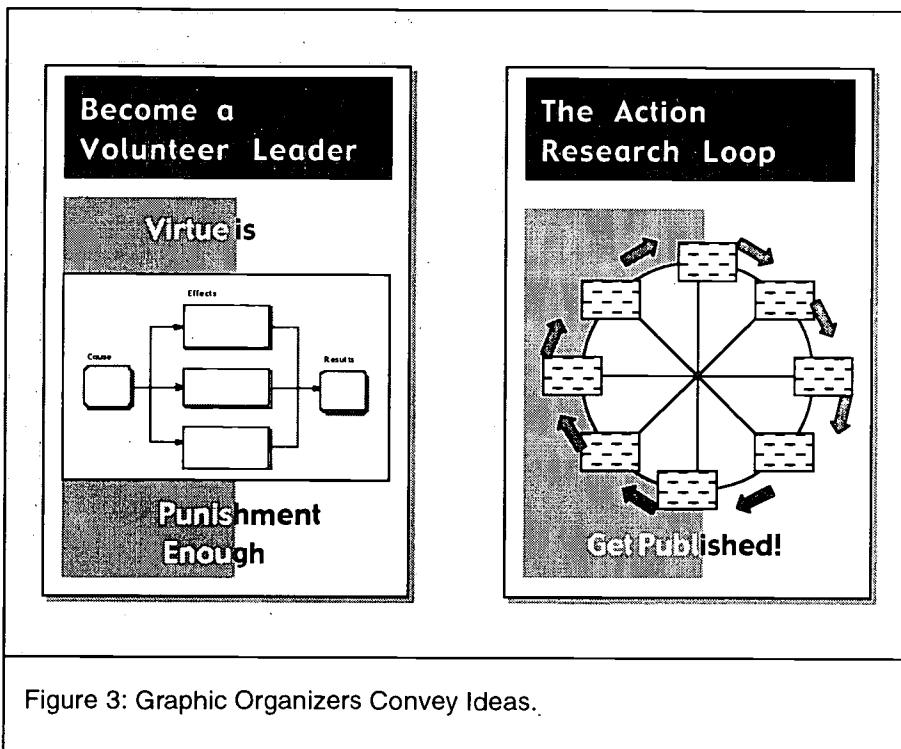 Become a
Volunteer Leader
Virtue is
Effects
Cause
Results
Punishment
Enough
The Action
Research Loop
Get Published!
Figure 3: Graphic Organizers Convey Ideas.